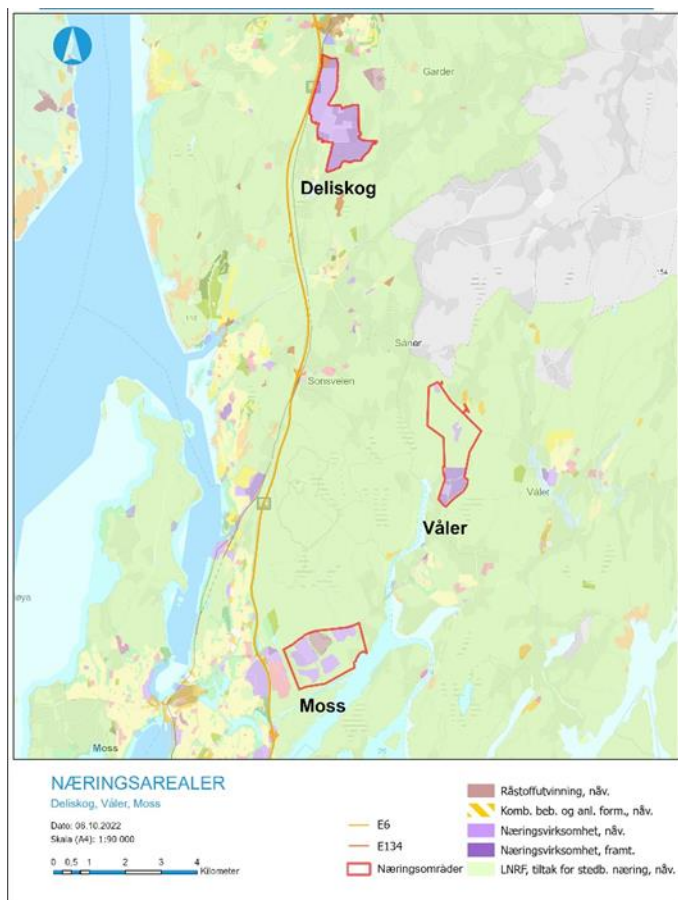 Garder
Deliskog
154
Såner
Sonsveien
Våler
Våler
Moss
Moss
NÆRINGSAREALER
Deliskog, Våler, Moss
Dato: 06.10.2022
Skala (A4): 1:90 000
0 0,5 1 2 3 4
Kilometer
E6
E134
Næringsområder
Råstoffutvinning, nåv.
Komb. beb. og anl. form., nåv.
Næringsvirksomhet, nåv.
Næringsvirksomhet, framt.
LNRF, tiltak for stedb. næring, nåv.